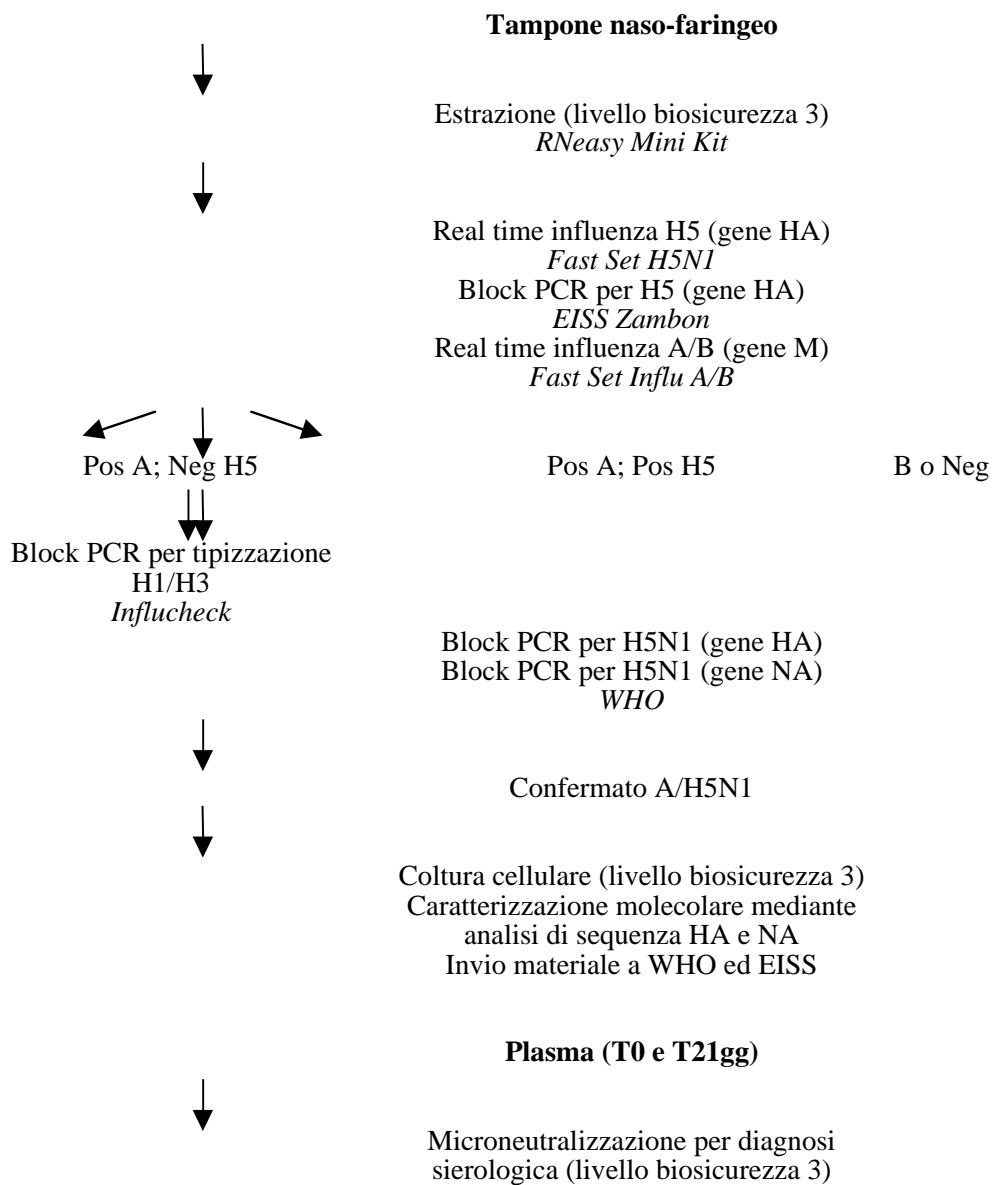 Tampone naso-faringeo
Estrazione (livello biosicurezza 3)
RNeasy Mini Kit
Real time influenza H5 (gene HA)
Fast Set H5N1
Block PCR per H5 (gene HA)
EISS Zambon
Real time influenza A/B (gene M)
Fast Set Influ A/B
Pos A; Neg H5 Pos A; Pos H5 B o Neg
Block PCR per tipizzazione
H1/H3
Influcheck
Block PCR per H5N1 (gene HA)
Block PCR per H5N1 (gene NA)
WHO
Confermato A/H5N1
Coltura cellulare (livello biosicurezza 3)
Caratterizzazione molecolare mediante
analisi di sequenza HA e NA
Invio materiale a WHO ed EISS
Plasma (T0 e T21gg)
Microneutralizzazione per diagnosi
sierologica (livello biosicurezza 3)